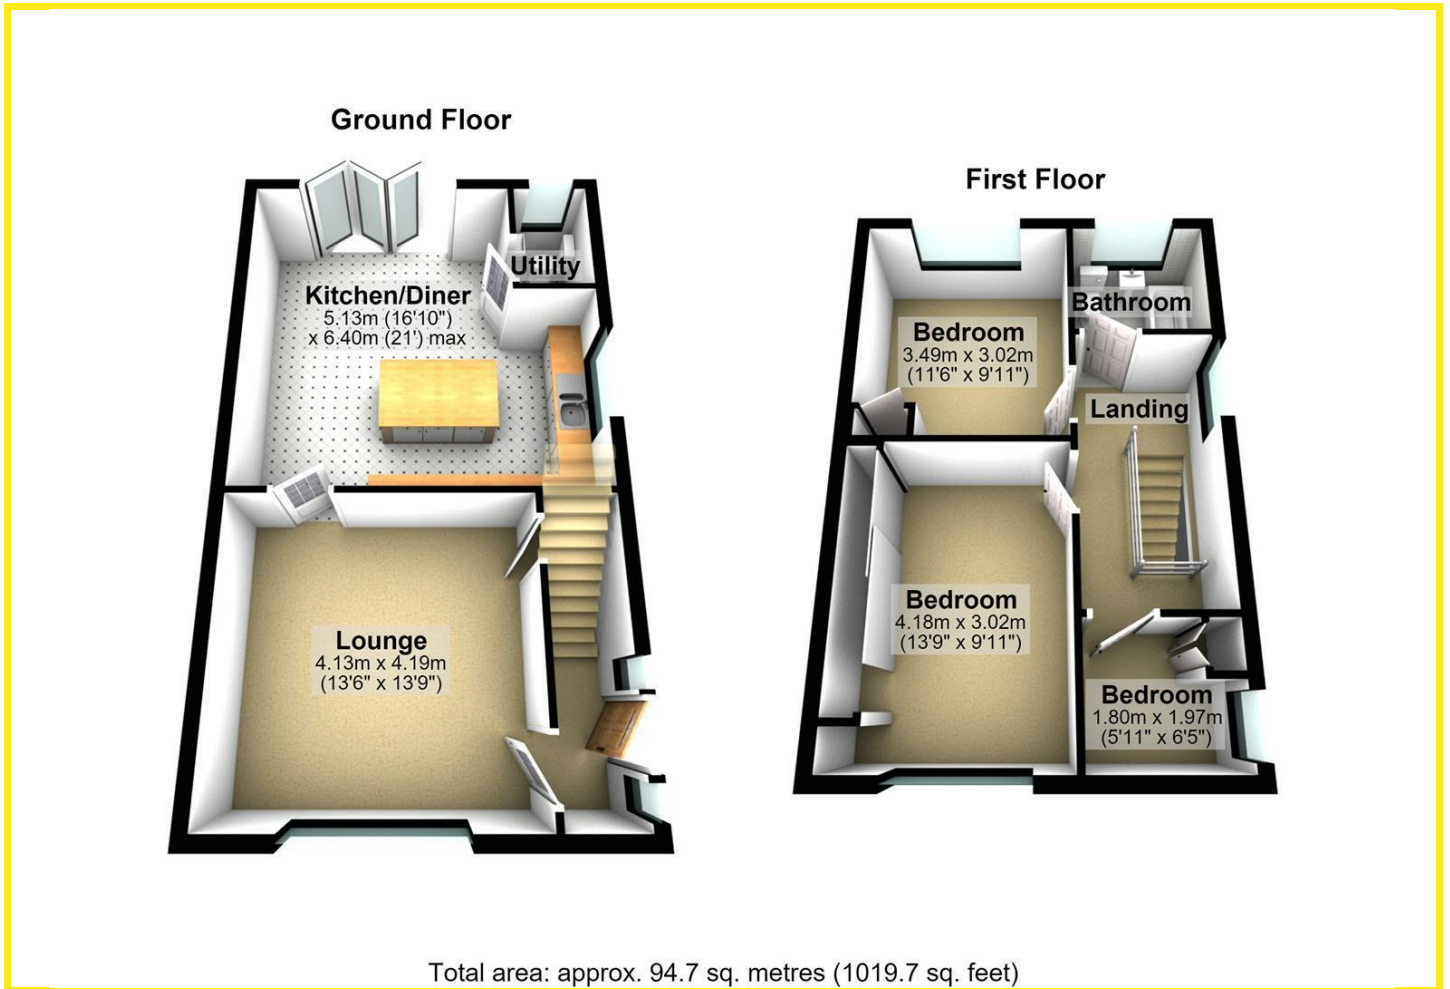 Ground Floor
Utility
Kitchen/Diner
5.13m (16'10")
x 6.40m (21') max
Lounge
4.13m x 4.19m
(13'6" x 13'9")
First Floor
Bathroom
Bedroom
3.49m x 3.02m
(11'6" x 9'11")
Landing
Bedroom
4.18m x 3.02m
(13'9" x 9'11")
Bedroom
1.80m x 1.97m
(5'11" x 6'5")
Total area: approx. 94.7 sq. metres (1019.7 sq. feet)